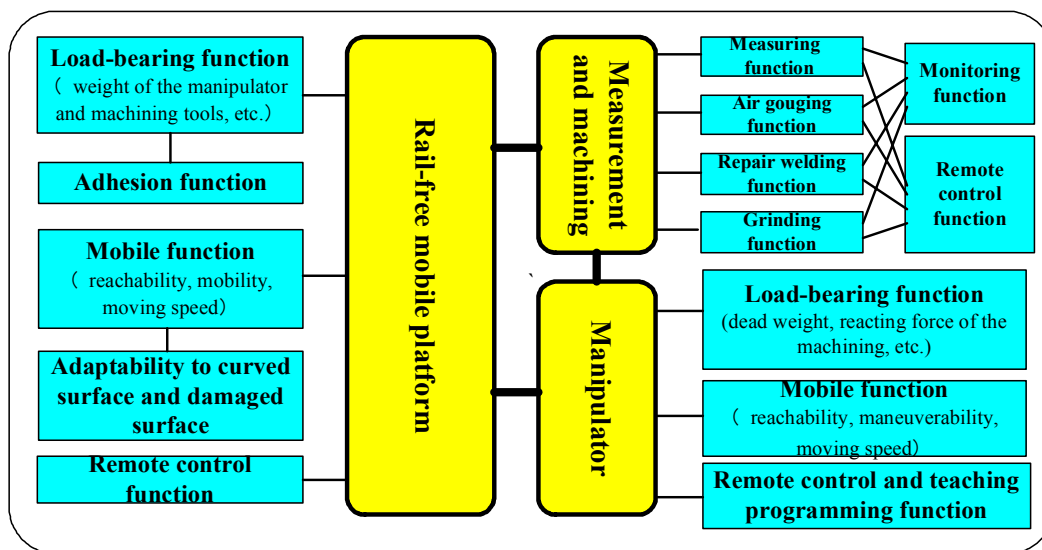 Load-bearing function
( weight of the manipulator
and machining tools, etc.)
Adhesion function
Mobile function
( reachability, mobility,
moving speed)
Adaptability to curved
surface and damaged
surface
Remote control
function
Rail-free mobile platform
Measurement
and machining
Manipulator
Measuring
function
Air gouging
function
Repair welding
function
Grinding
function
Monitoring
function
Remote
control
function
Load-bearing function
(dead weight, reacting force of the
machining, etc.)
Mobile function
( reachability, maneuverability,
moving speed)
Remote control and teaching
programming function